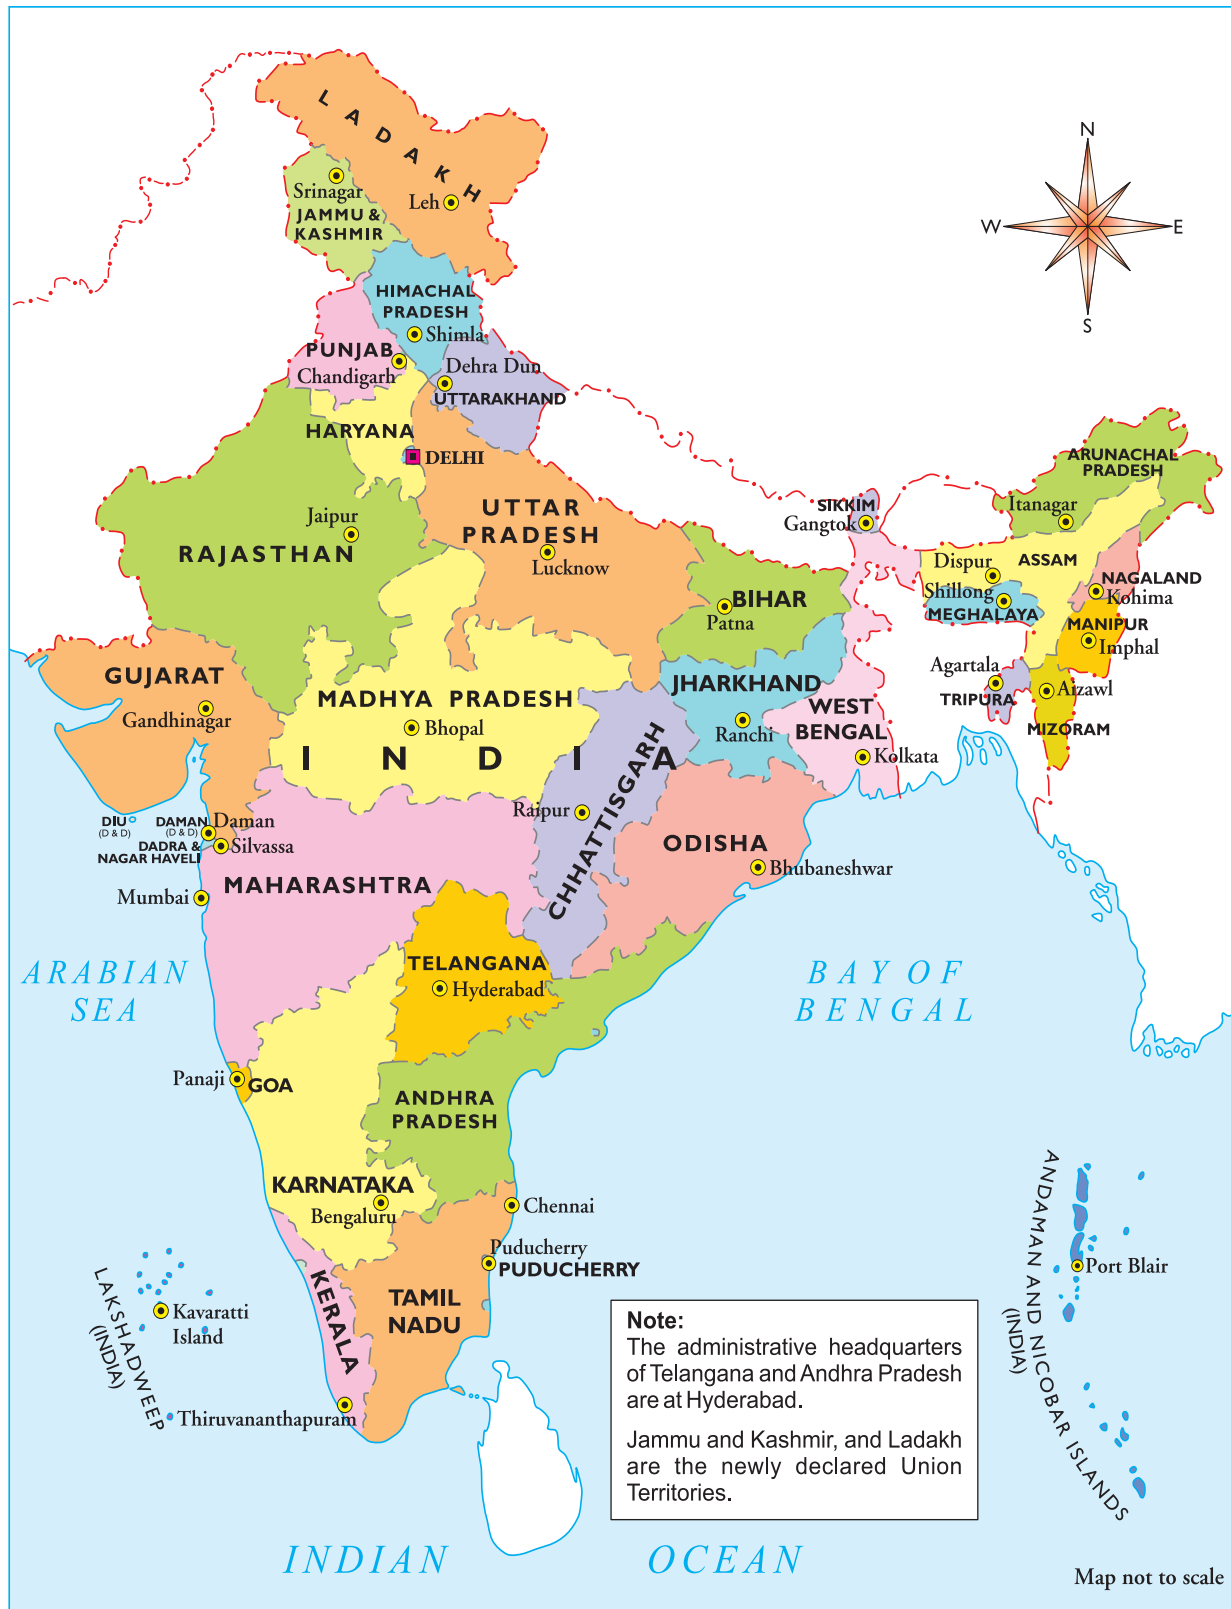 LADAKH
N
W
E
S
Srinagar
Leh
JAMMU &
KASHMIR
HIMACHAL
PRADESH
Shimla
PUNJAB
Chandigarh
Dehra Dun
UTTARAKHAND
HARYANA
DELHI
ARUNACHAL
PRADESH
Itanagar
SIKKIM
Gangtok
UTTAR
PRADESH
Lucknow
Jaipur
RAJASTHAN
Dispur
ASSAM
Shillong
MEGHALAYA
NAGALAND
Kohima
MANIPUR
Imphal
BIHAR
Patna
Agartala
TRIPURA
Aizawl
MIZORAM
GUJARAT
Gandhinagar
MADHYA PRADESH
Bhopal
JHARKHAND
Ranchi
WEST
BENGAL
Kolkata
INDIA
CHHATTISGARH
Raipur
DIU
(D & D)
DAMAN
(D & D)
Daman
DADRA &
NAGAR HAVELI
Silvassa
ODISHA
Bhubaneshwar
MAHARASHTRA
Mumbai
ARABIAN
SEA
TELANGANA
Hyderabad
BAY OF
BENGAL
Panaji
GOA
ANDHRA
PRADESH
KARNATAKA
Bengaluru
Chennai
Puducherry
PUDUCHERRY
ANDAMAN AND NICOBAR ISLANDS
(INDIA)
Port Blair
LAKSHADWEEP
(INDIA)
Kavaratti
Island
KERALA
TAMIL
NADU
Thiruvananthapuram
Note:
The administrative headquarters
of Telangana and Andhra Pradesh
are at Hyderabad.
Jammu and Kashmir, and Ladakh
are the newly declared Union
Territories.
INDIAN OCEAN
Map not to scale